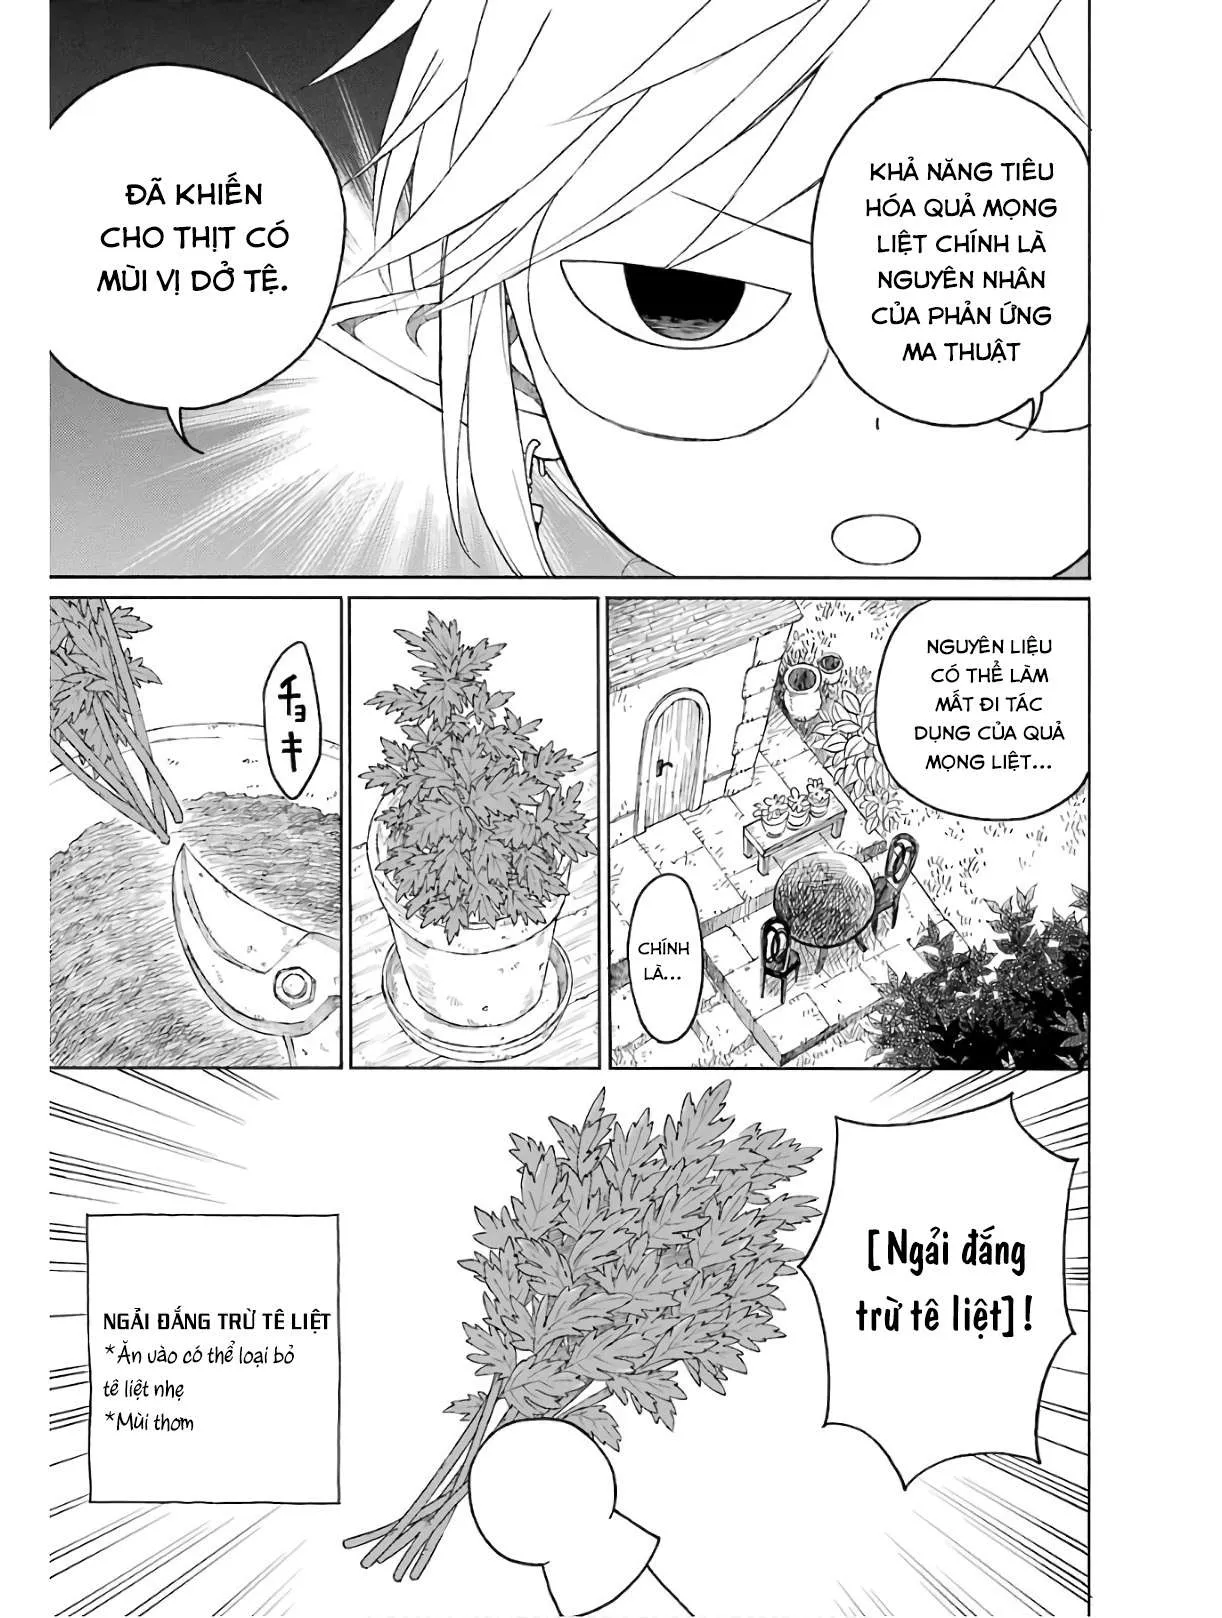 KHẢ NĂNG TIÊU
HÓA QUẢ MỌNG
LIỆT CHÍNH LÀ
NGUYÊN NHÂN
CỦA PHẢN ỨNG
MA THUẬT
ĐÃ KHIẾN
CHO THỊT CÓ
MÙI VỊ DỞ TỆ.
NGUYÊN LIỆU
CÓ THỂ LÀM
MẤT ĐI TÁC
DỤNG CỦA QUẢ
MỌNG LIỆT...
CHÍNH
LÀ...
チョキ
[Ngải đắng
trừ tê liệt]!
NGẢI ĐẮNG TRỪ TÊ LIỆT
*Ăn vào có thể loại bỏ
tê liệt nhẹ
*Mùi thơm